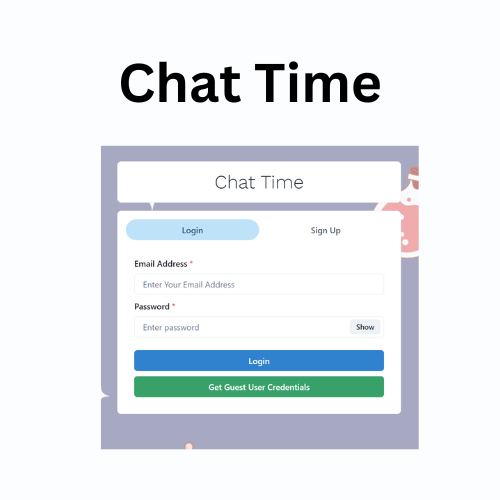 Chat Time
Chat Time
Login Sign Up
Email Address *
Enter Your Email Address
Password *
Enter password Show
Login
Get Guest User Credentials